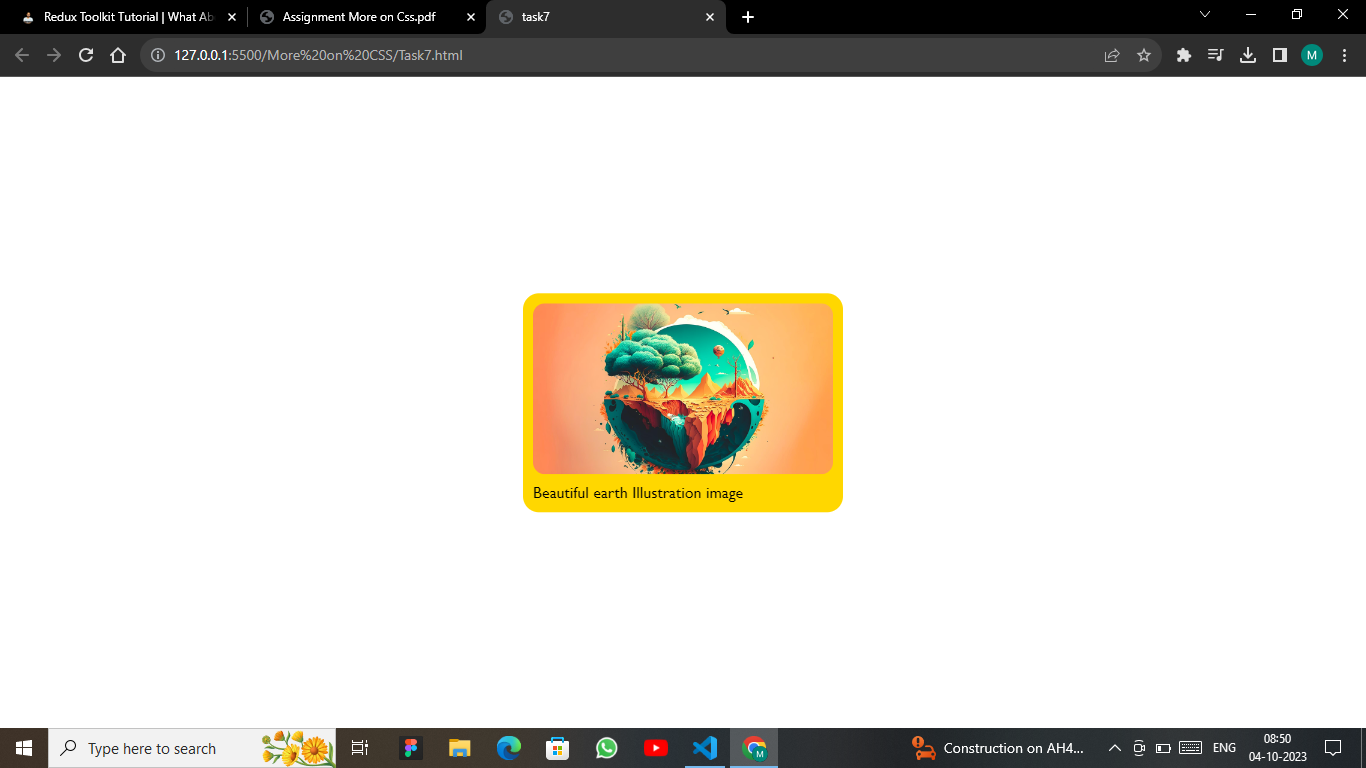 Redux Toolkit Tutorial | What Ab
Assignment More on Css.pdf
task7
127.0.0.1:5500/More%20on%20CSS/Task7.html
M
Beautiful earth Illustration image
Type here to search
M
Construction on AH4...
ENG
08:50
04-10-2023